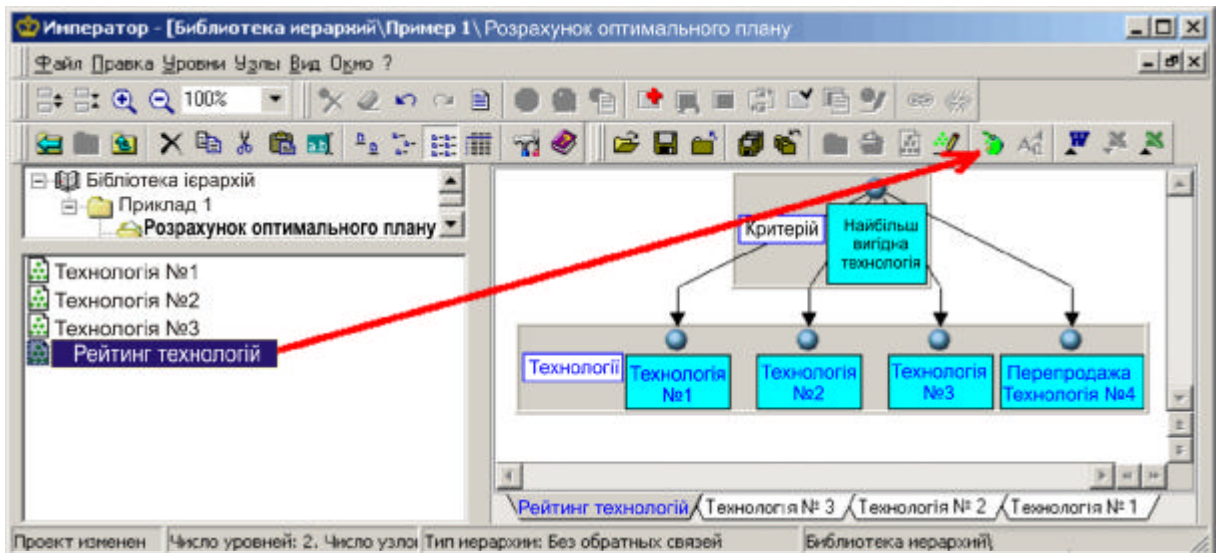 Император - [Библиотека иерархий\Пример 1\Розрахунок оптимального плану
Файл Правка Уровни Узлы Вид Окно ?
100%
Бібліотека ієрархій
Приклад 1
Розрахунок оптимального плану
Технологія №1
Технологія №2
Технологія №3
Рейтинг технологій
Критерій
Найбільш
вигідна
технологія
Технології
Технологія
№1
Технологія
№2
Технологія
№3
Перепродажа
Технологія №4
Рейтинг технологій Технологія № 3 Технологія № 2 Технологія № 1
Проект изменен Число уровней: 2. Число узлов Тип иерархии: Без обратных связей Библиотека иерархий\